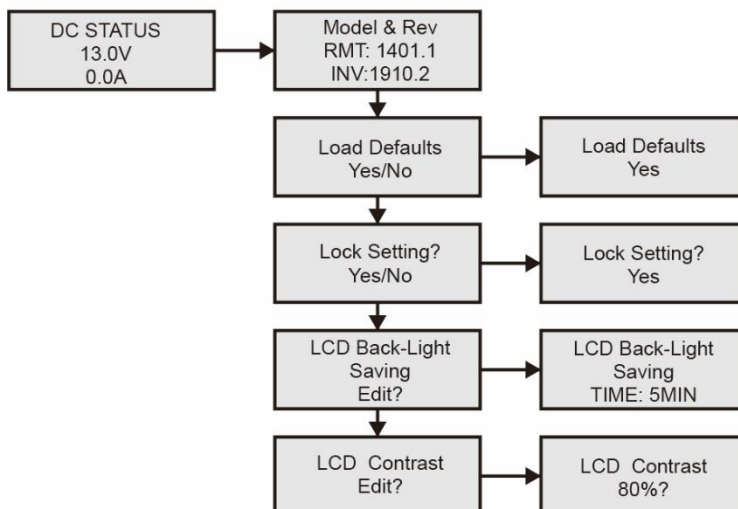 DC STATUS
13.0V
0.0A
Model & Rev
RMT: 1401.1
INV:1910.2
Load Defaults
Yes/No
Load Defaults
Yes
Lock Setting?
Yes/No
Lock Setting?
Yes
LCD Back-Light
Saving
Edit?
LCD Back-Light
Saving
TIME: 5MIN
LCD Contrast
Edit?
LCD Contrast
80%?